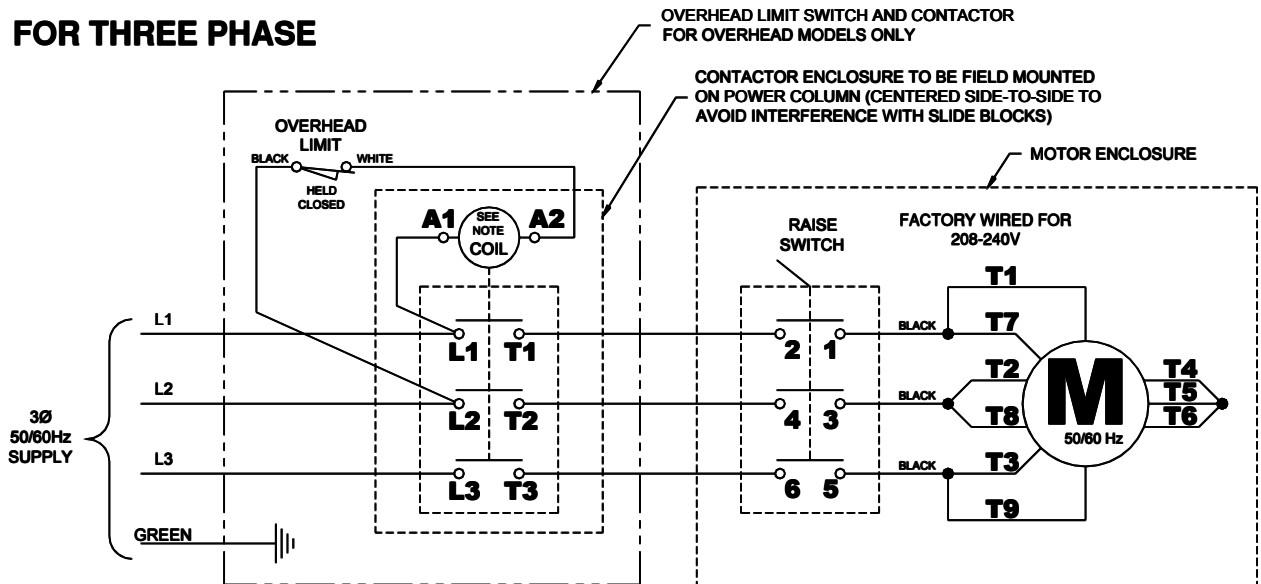 FOR THREE PHASE
OVERHEAD LIMIT SWITCH AND CONTACTOR
FOR OVERHEAD MODELS ONLY
CONTACTOR ENCLOSURE TO BE FIELD MOUNTED
ON POWER COLUMN (CENTERED SIDE-TO-SIDE TO
AVOID INTERFERENCE WITH SLIDE BLOCKS)
MOTOR ENCLOSURE
OVERHEAD
LIMIT
BLACK
WHITE
HELD
CLOSED
A1
SEE
NOTE
COIL
A2
RAISE
SWITCH
FACTORY WIRED FOR
208-240V
T1
L1
L1 T1
2 1
BLACK
T7
L2
L2 T2
4 3
BLACK
T2
T8
M
50/60 Hz
T4
T5
T6
3Ø
50/60Hz
SUPPLY
L3
L3 T3
6 5
BLACK
T3
T9
GREEN